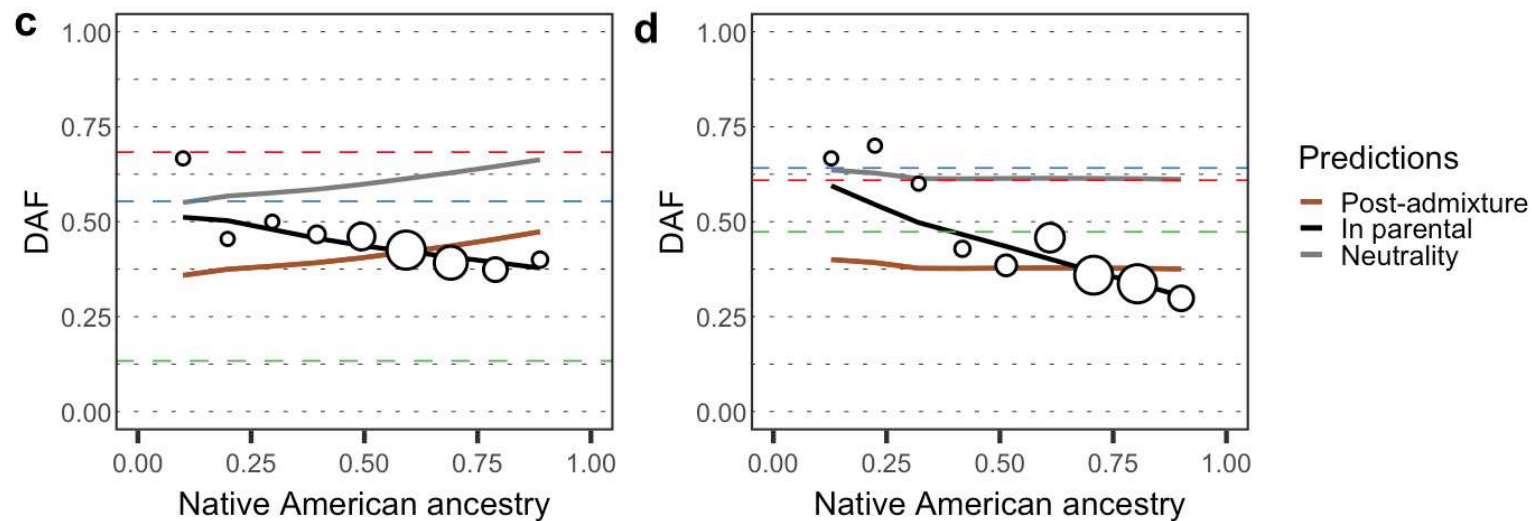 c
DAF
1.00
0.75
0.50
0.25
0.00
0.00 0.25 0.50 0.75 1.00
Native American ancestry
d
DAF
1.00
0.75
0.50
0.25
0.00
0.00 0.25 0.50 0.75 1.00
Native American ancestry
Predictions
Post-admixture
In parental
Neutrality